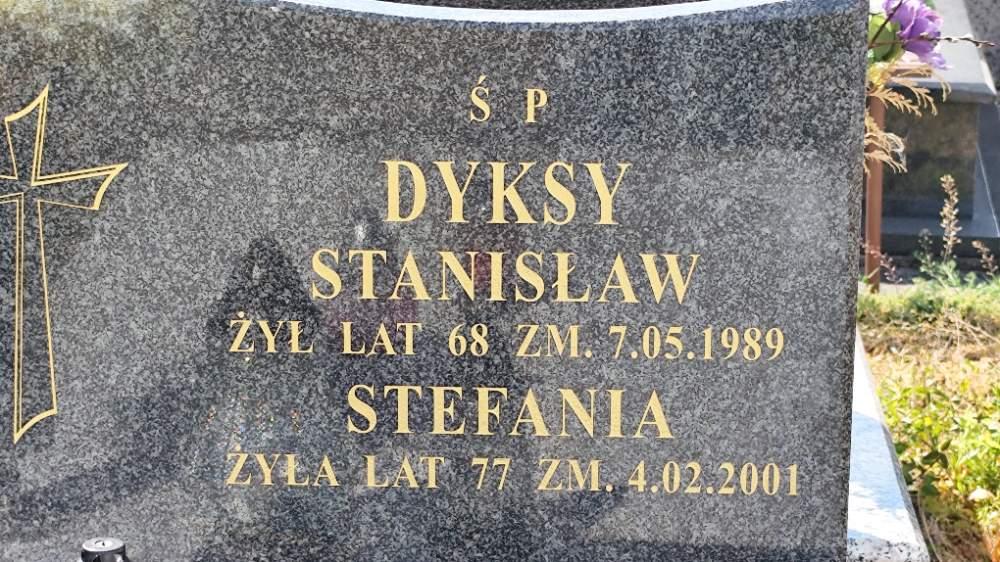 Ś P
DYKSY
STANISŁAW
ŻYŁ LAT 68 ZM. 7.05.1989
STEFANIA
ŻYŁA LAT 77 ZM. 4.02.2001